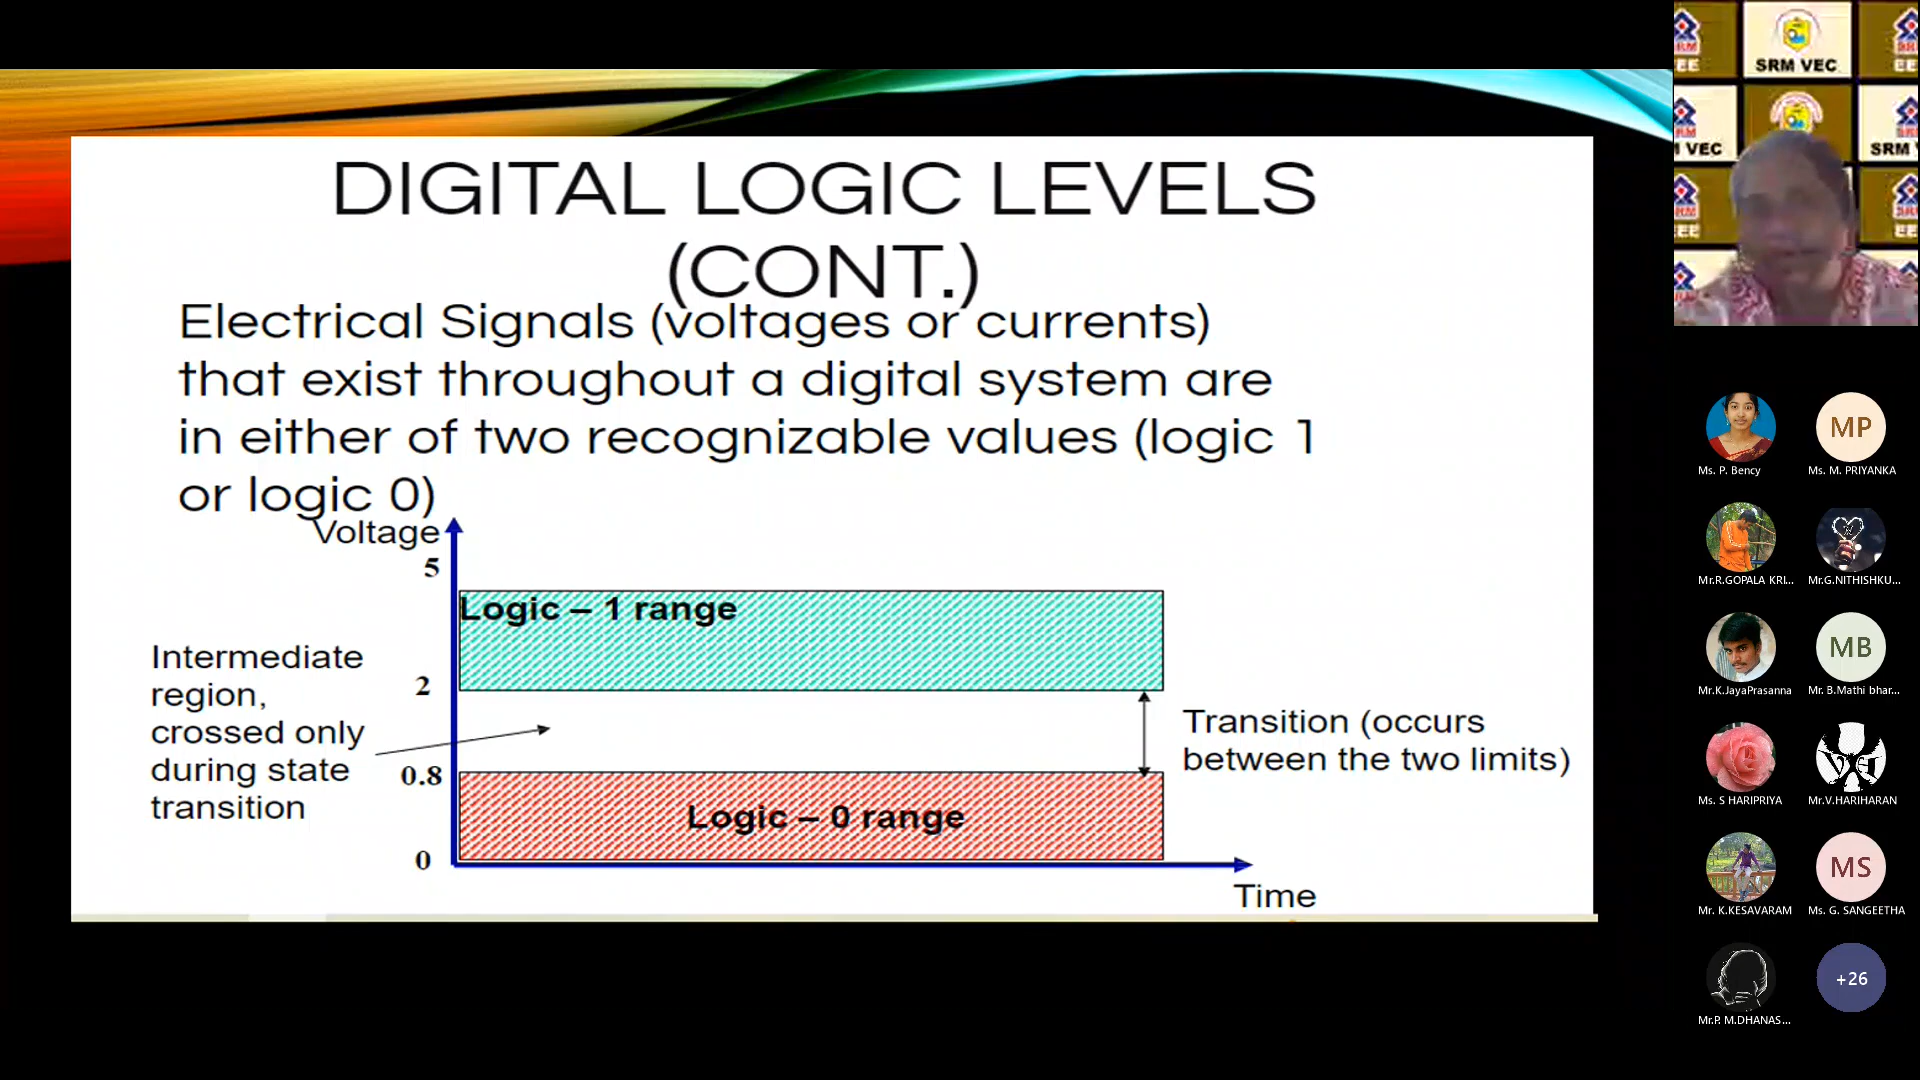 DIGITAL LOGIC LEVELS
(CONT.)
Electrical Signals (voltages or currents)
that exist throughout a digital system are
in either of two recognizable values (logic 1
or logic 0)
Voltage
5
Logic – 1 range
Intermediate
region,
crossed only
during state
transition
2
0.8
0
Transition (occurs
between the two limits)
Logic – 0 range
Time
EEE
SRM VEC
EE
VEC
SRM
EE
Ms. P. Bency
MP
Ms. M. PRIYANKA
Mr.R.GOPALA KRI...
Mr.G.NITHISHKU...
Mr.K.JayaPrasanna
MB
Mr. B.Mathi bhar...
Ms. S HARIPRIYA
Mr.V.HARIHARAN
Mr. K.KESAVARAM
MS
Ms. G. SANGEETHA
Mr.P. M.DHANAS...
+26